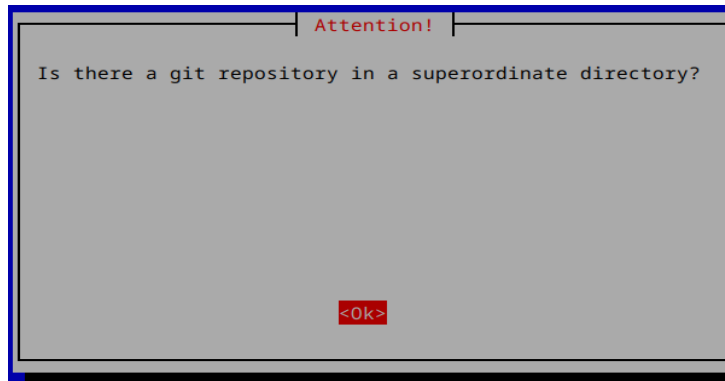 Attention!
Is there a git repository in a superordinate directory?
<Ok>